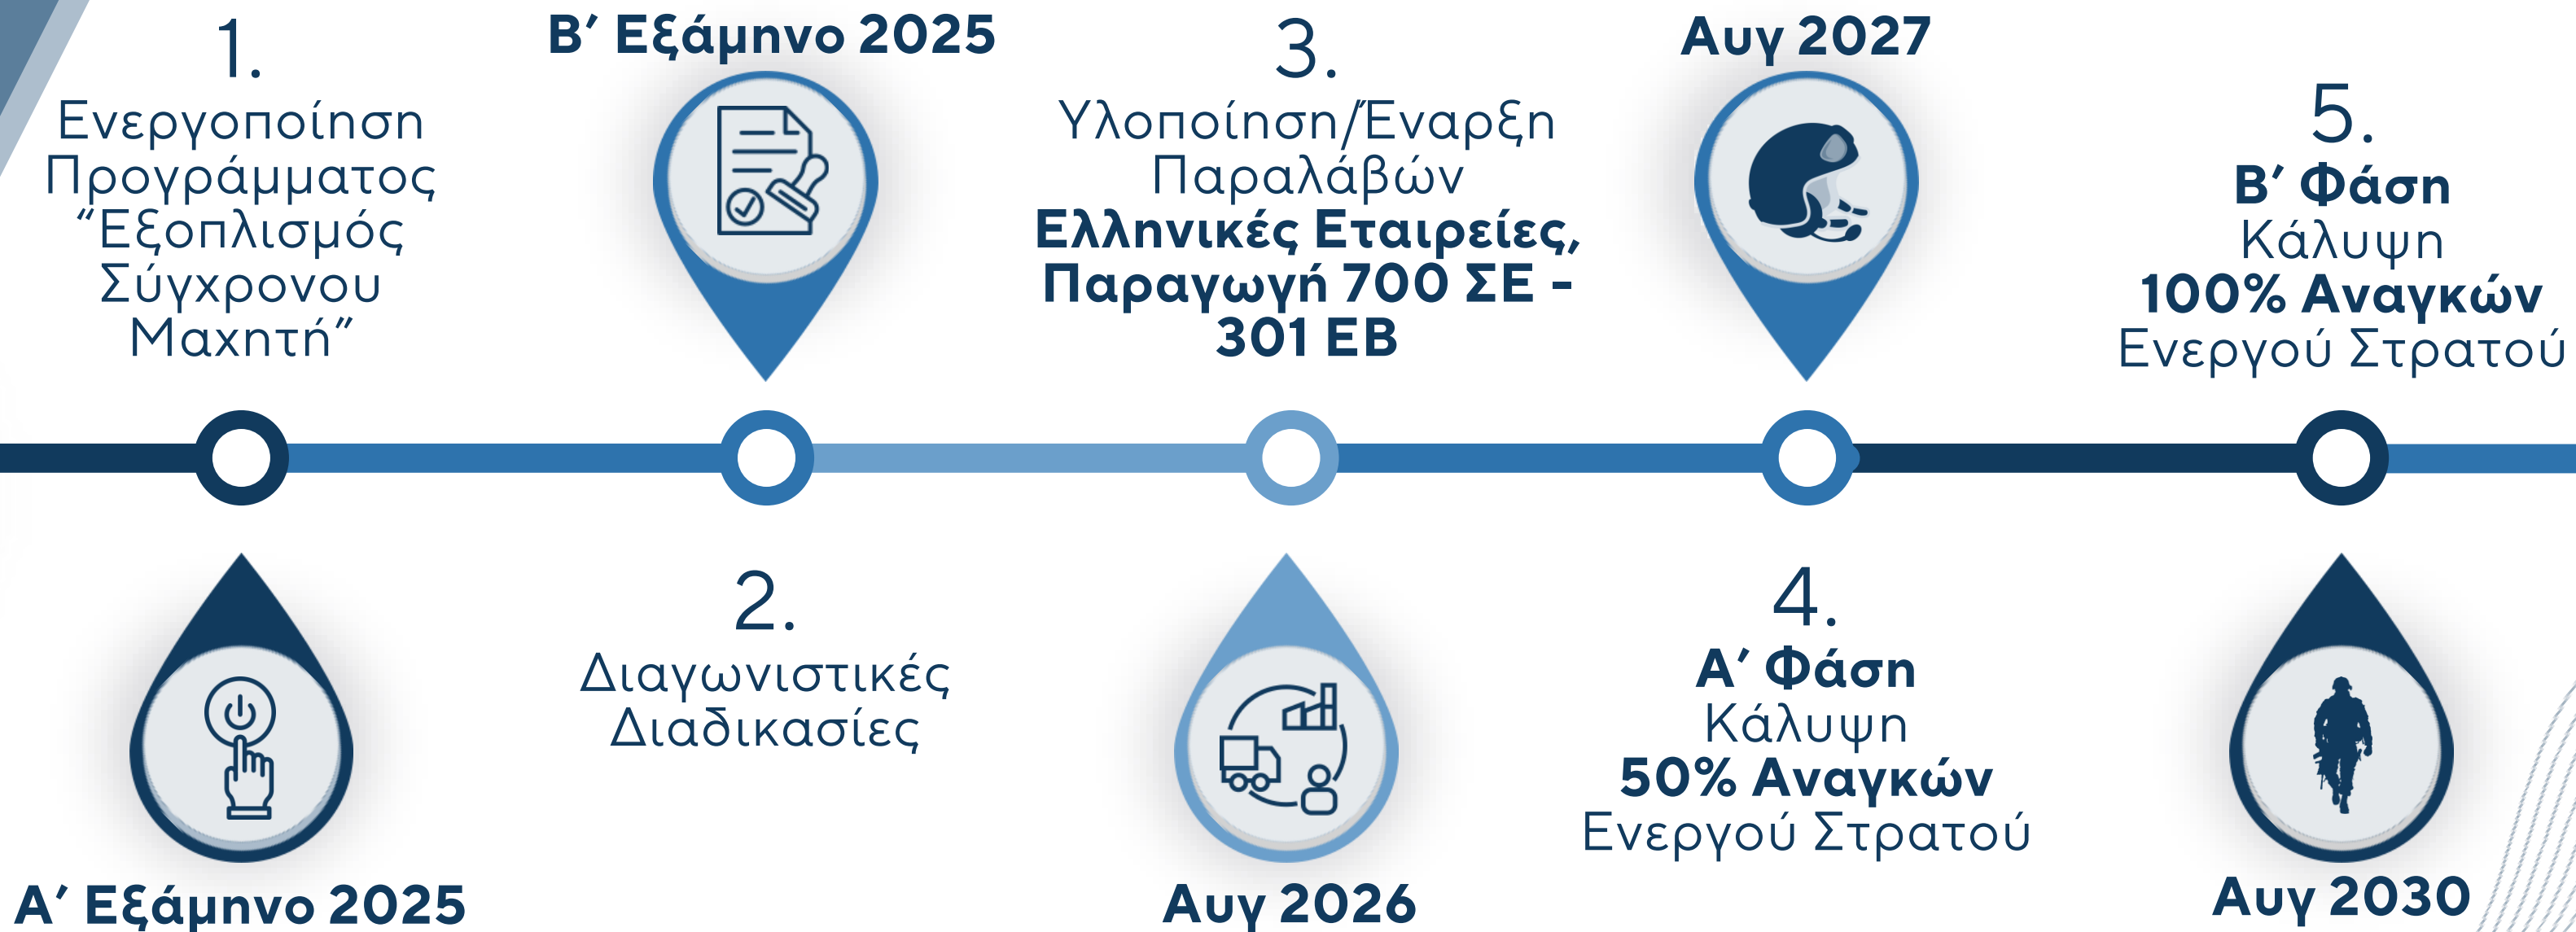 1.
Ενεργοποίηση
Προγράμματος
“Εξοπλισμός
Σύγχρονου
Μαχητή”
Α’ Εξάμηνο 2025
Β’ Εξάμηνο 2025
2.
Διαγωνιστικές
Διαδικασίες
3.
Υλοποίηση/Έναρξη
Παραλάβών
Ελληνικές Εταιρείες,
Παραγωγή 700 ΣΕ -
301 ΕΒ
Αυγ 2026
Αυγ 2027
4.
Α’ Φάση
Κάλυψη
50% Αναγκών
Ενεργού Στρατού
5.
Β’ Φάση
Κάλυψη
100% Αναγκών
Ενεργού Στρατού
Αυγ 2030